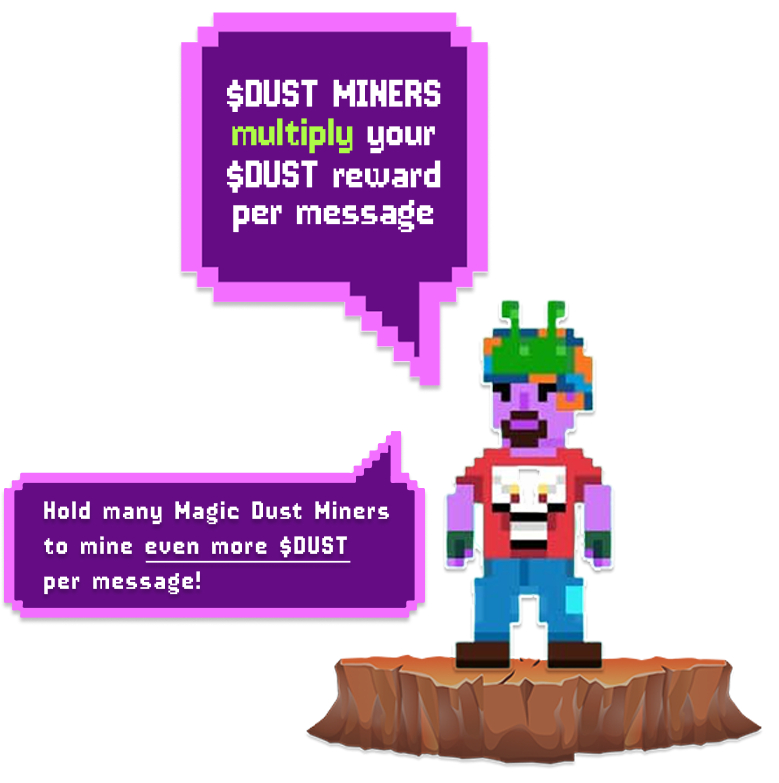 $DUST MINERS
multiply your
$DUST reward
per message
Hold many Magic Dust Miners
to mine even more $DUST
per message!